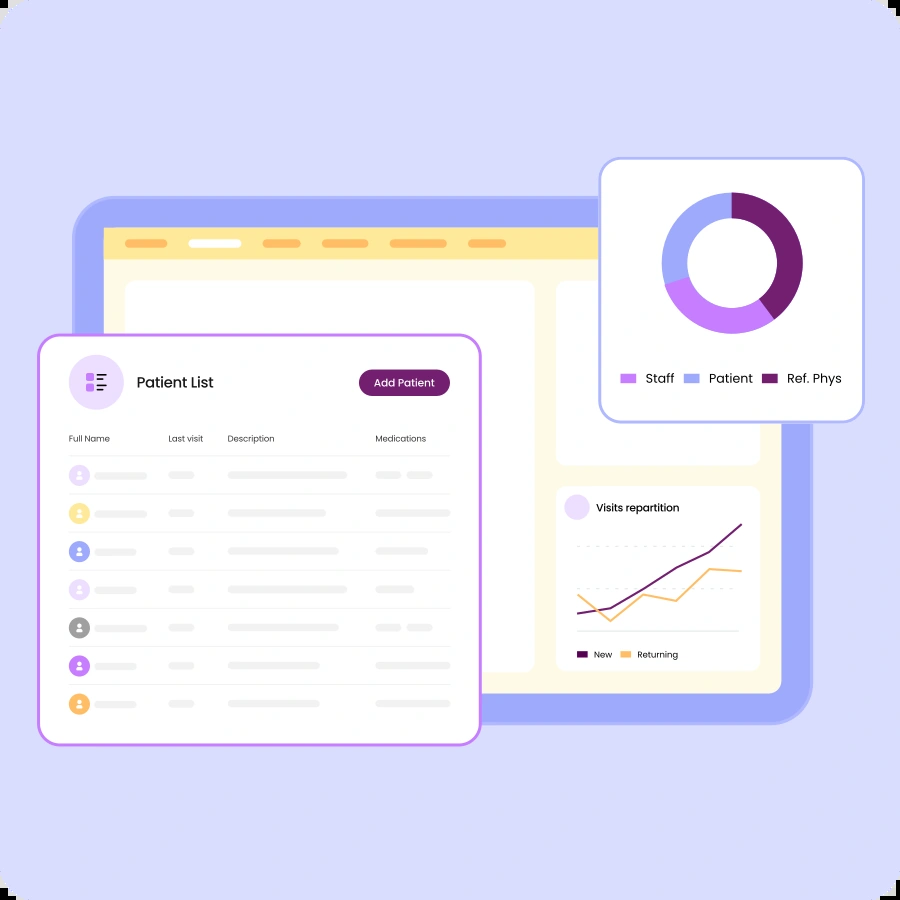 Staff Patient Ref. Phys
Patient List
Add Patient
Full Name Last visit Description Medications
Visits repartition
New Returning